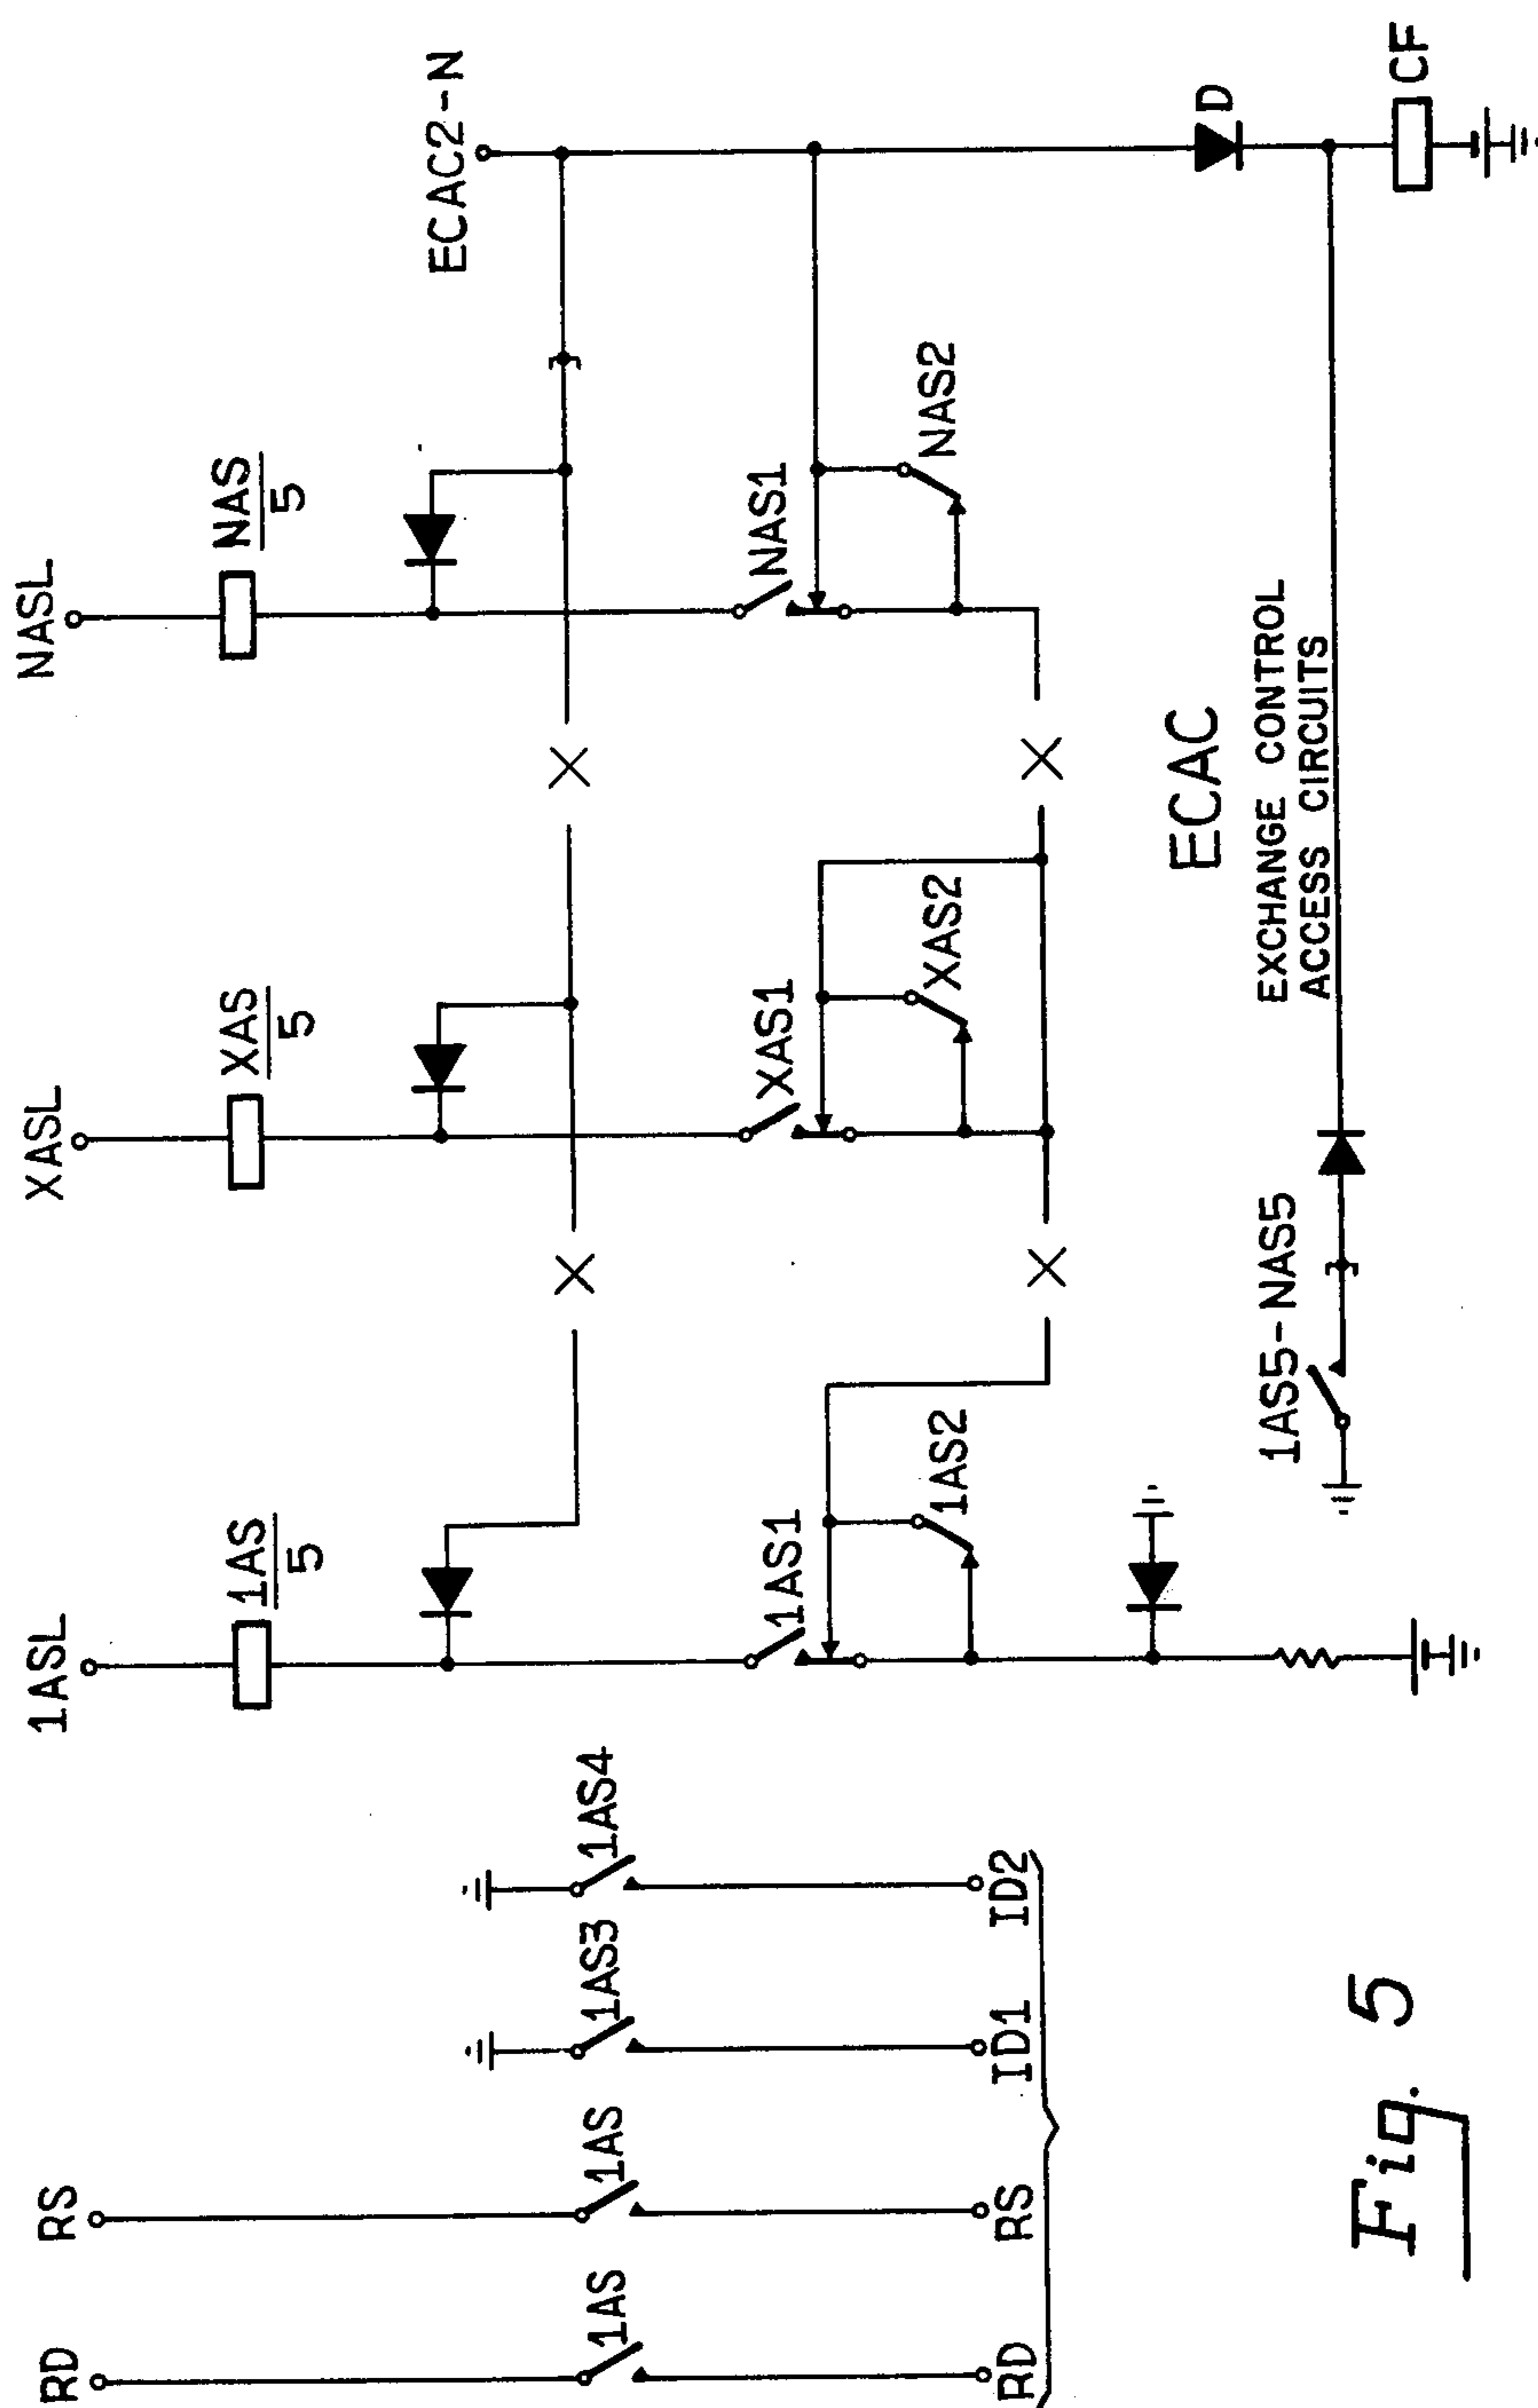 RD
RS
1ASL
XASL
NASL
1AS
5
XAS
5
NAS
5
ECAC2-N
1AS
1AS
1AS3
1AS4
1AS1
XAS1
NAS1
1AS2
XAS2
NAS2
D
RD
RS
ID1
ID2
ECAC
EXCHANGE CONTROL
ACCESS CIRCUITS
1AS5-NAS5
CF
Fig. 5